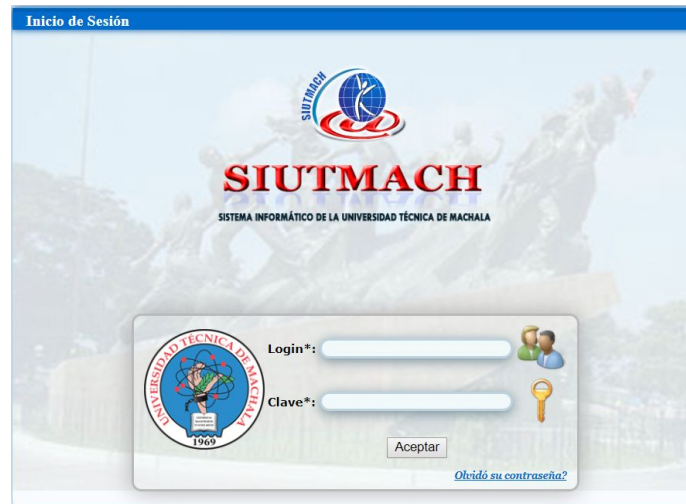 Inicio de Sesión
SIUTMACH
SIUTMACH
SISTEMA INFORMÁTICO DE LA UNIVERSIDAD TÉCNICA DE MACHALA
UNIVERSIDAD TÉCNICA DE MACHALA
1969
Login*:
Clave*:
Aceptar
Olvidó su contraseña?